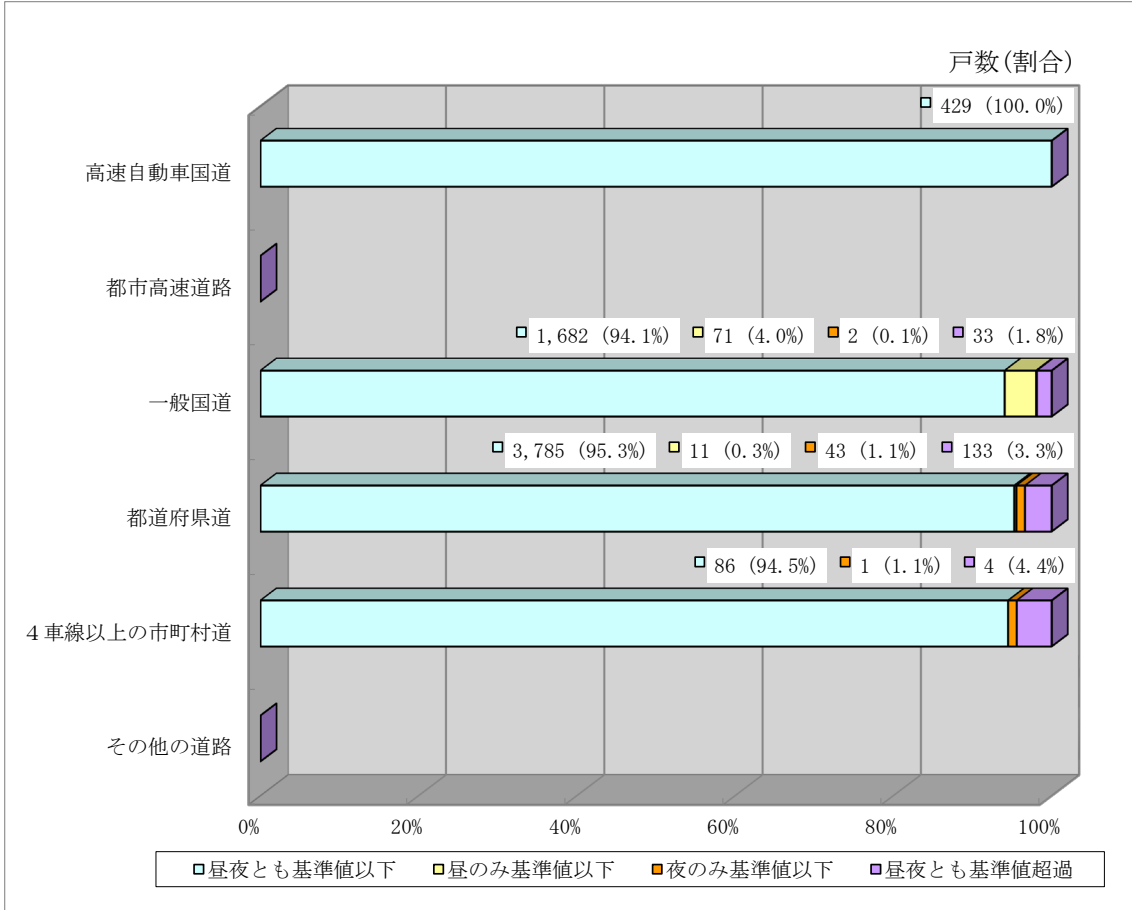 戸数(割合)
429 (100.0%)
高速自動車国道
都市高速道路
1,682 (94.1%) 71 (4.0%) 2 (0.1%) 33 (1.8%)
一般国道
3,785 (95.3%) 11 (0.3%) 43 (1.1%) 133 (3.3%)
都道府県道
86 (94.5%) 1 (1.1%) 4 (4.4%)
４車線以上の市町村道
その他の道路
0% 20% 40% 60% 80% 100%
昼夜とも基準値以下 昼のみ基準値以下 夜のみ基準値以下 昼夜とも基準値超過